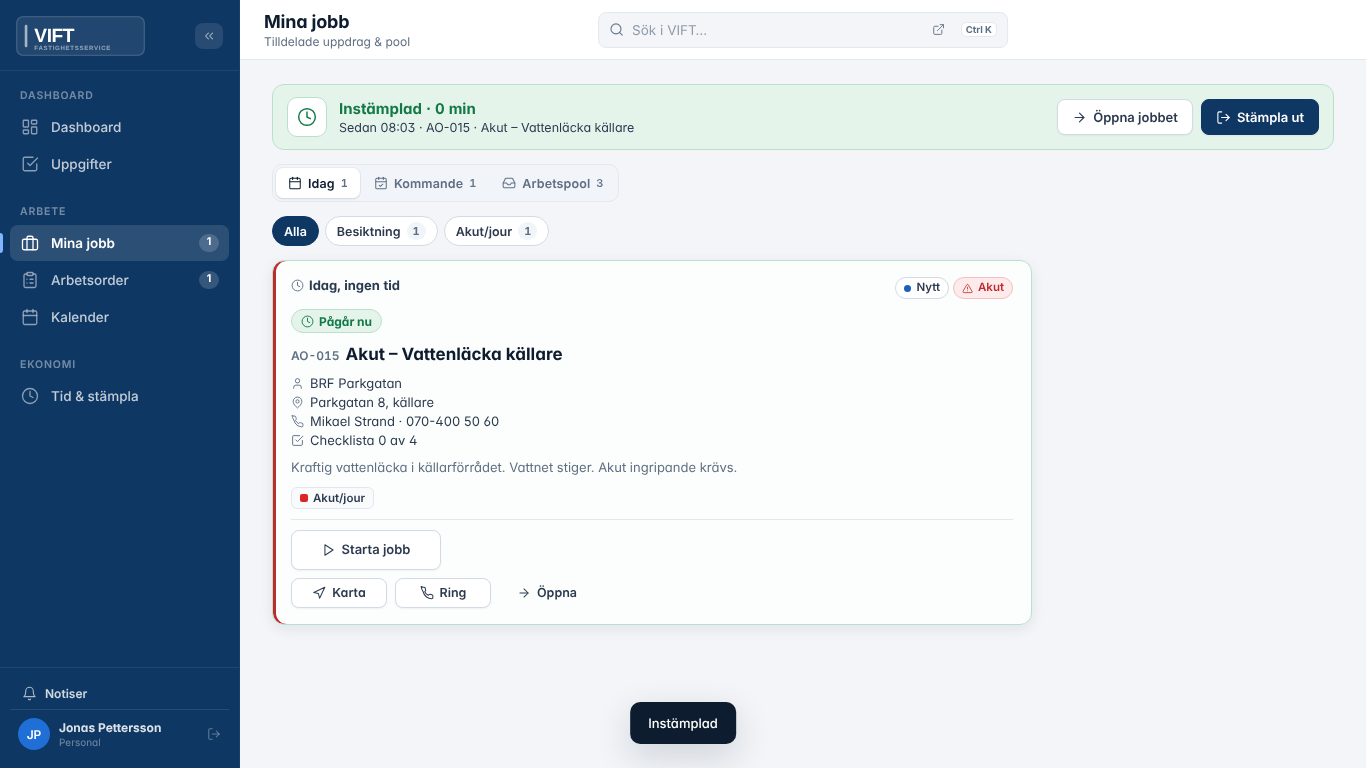 VIFT
FASTIGHETSSERVICE
DASHBOARD
Dashboard
Uppgifter
ARBETE
Mina jobb 1
Arbetsorder 1
Kalender
EKONOMI
Tid & stämpla
Notiser
JP
Jonas Pettersson
Personal
Mina jobb
Tilldelade uppdrag & pool
Sök i VIFT... Ctrl K
Instämplad · 0 min
Sedan 08:03 · AO-015 · Akut – Vattenläcka källare
Öppna jobbet Stämpla ut
Idag 1 Kommande 1 Arbetspool 3
Alla Besiktning 1 Akut/jour 1
Idag, ingen tid Nytt Akut
Pågår nu
AO-015 Akut – Vattenläcka källare
BRF Parkgatan
Parkgatan 8, källare
Mikael Strand · 070-400 50 60
Checklista 0 av 4
Kraftig vattenläcka i källarförrådet. Vattnet stiger. Akut ingripande krävs.
Akut/jour
Starta jobb
Karta Ring Öppna
Instämplad